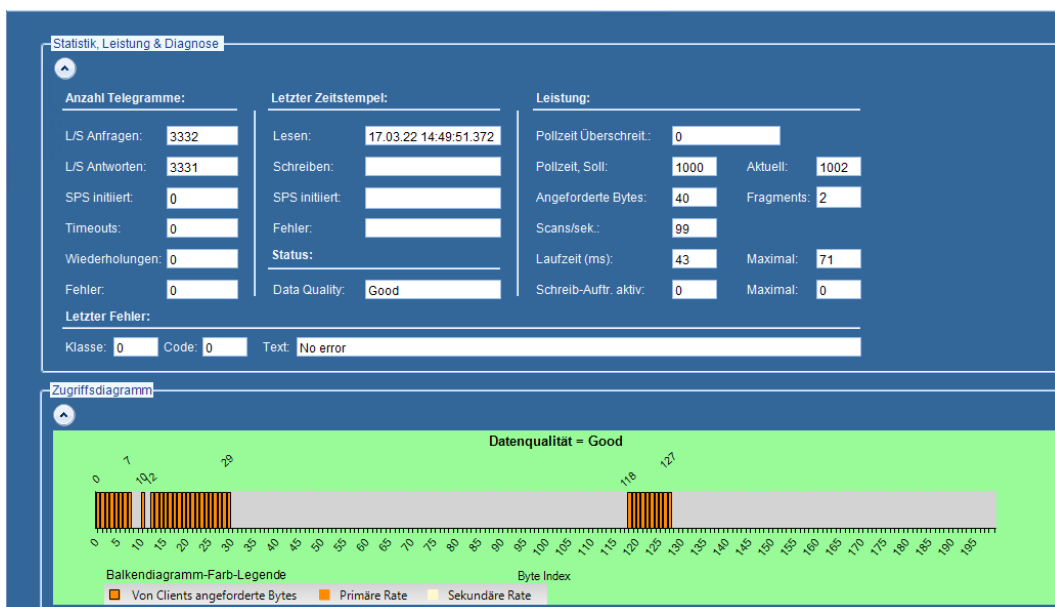 Statistik, Leistung & Diagnose
Anzahl Telegramme: Letzter Zeitstempel: Leistung:
L/S Anfragen: 3332 Lesen: 17.03.22 14:49:51.372 Pollzeit Überschreit.: 0
L/S Antworten: 3331 Schreiben: Pollzeit, Soll: 1000 Aktuell: 1002
SPS initiiert: 0 SPS initiiert: Angeforderte Bytes: 40 Fragments: 2
Timeouts: 0 Fehler: Scans/sek.: 99
Wiederholungen: 0 Status: Laufzeit (ms): 43 Maximal: 71
Fehler: 0 Data Quality: Good Schreib-Auftr. aktiv: 0 Maximal: 0
Letzter Fehler:
Klasse: 0 Code: 0 Text: No error
Zugriffsdiagramm
Datenqualität = Good
0 7 10 12 29 118 127
0 5 10 15 20 25 30 35 40 45 50 55 60 65 70 75 80 85 90 95 100 105 110 115 120 125 130 135 140 145 150 155 160 165 170 175 180 185 190 195
Balkendiagramm-Farb-Legende Byte Index
Von Clients angeforderte Bytes Primäre Rate Sekundäre Rate